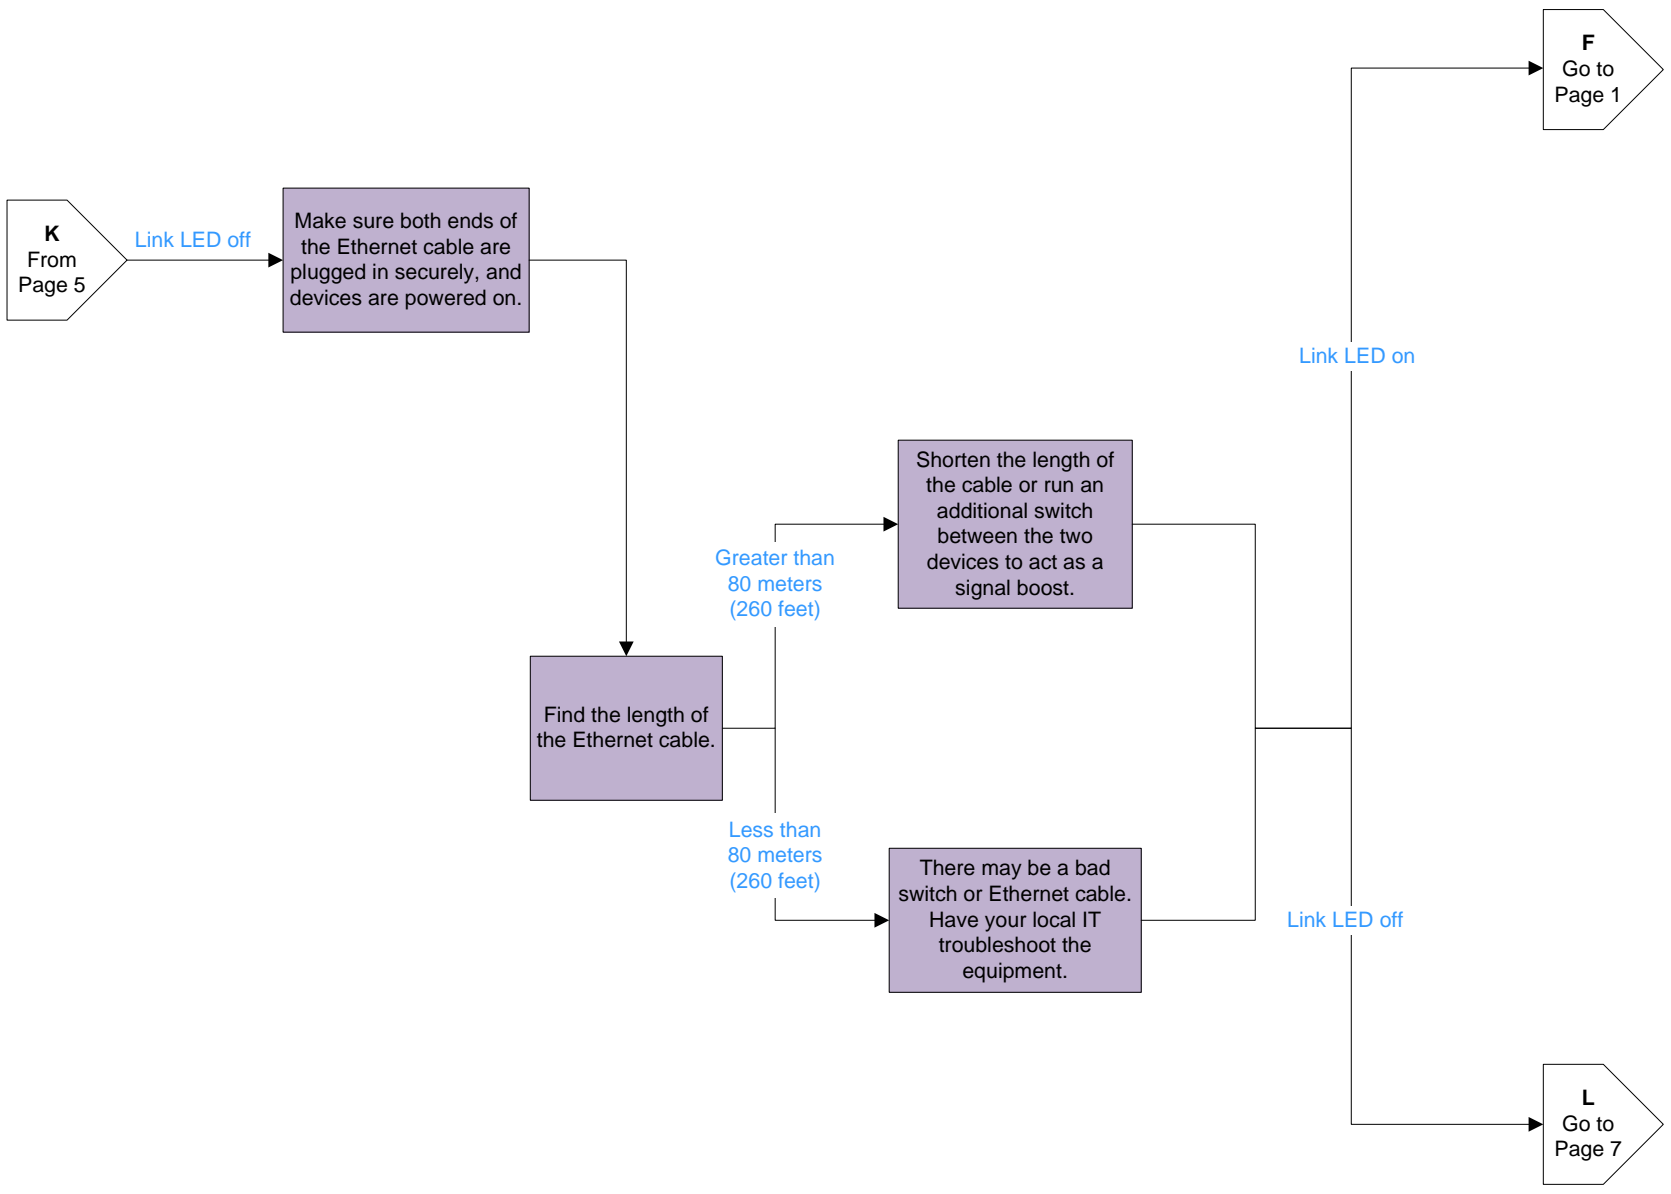 K
From
Page 5
Link LED off
Make sure both ends of
the Ethernet cable are
plugged in securely, and
devices are powered on.
Find the length of
the Ethernet cable.
Greater than
80 meters
(260 feet)
Shorten the length of
the cable or run an
additional switch
between the two
devices to act as a
signal boost.
Less than
80 meters
(260 feet)
There may be a bad
switch or Ethernet cable.
Have your local IT
troubleshoot the
equipment.
Link LED on
F
Go to
Page 1
Link LED off
L
Go to
Page 7